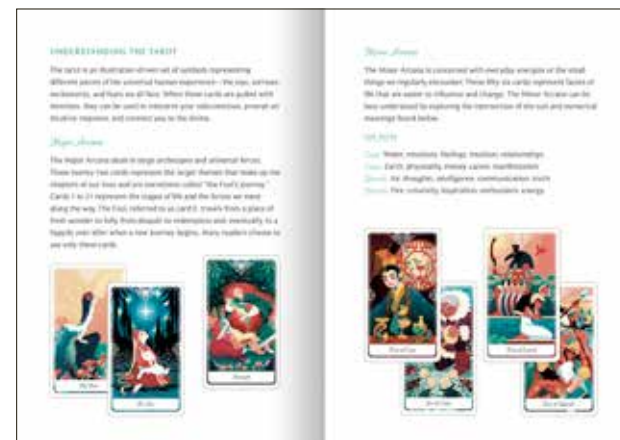 UNDERSTANDING THE TAROT
The tarot is an illustration-driven set of symbols representing
different pieces of the universal human experience—the joys, sorrows,
excitements, and fears we all face. When these cards are pulled with
intention, they can be used to interpret your subconscious, provide an
intuitive response, and connect you to the divine.
Major Arcana
The Major Arcana deals in large archetypes and universal forces.
These twenty-two cards represent the larger themes that make up the
chapters of our lives and are sometimes called "the Fool's Journey."
Cards 1 to 21 represent the stages of life and the forces we meet
along the way. The Fool, referred to as card 0, travels from a place of
fresh wonder to folly, from despair to redemption and eventually to a
happily ever after when a new journey begins. Many readers choose to
use only these cards.
The Star
Strength
Minor Arcana
The Minor Arcana is concerned with everyday energies or the small
things we regularly encounter. These fifty-six cards represent facets of
life that are easier to influence and change. The Minor Arcana can be
best understood by exploring the intersection of the suit and numerical
meanings found below.
THE SUITS
Cups: Water, emotions, feelings, intuition, relationships
Earth, physicality, money, career, manifestation
Air, thoughts, intelligence, communication, truth
Fire, creativity, inspiration, enthusiasm, energy